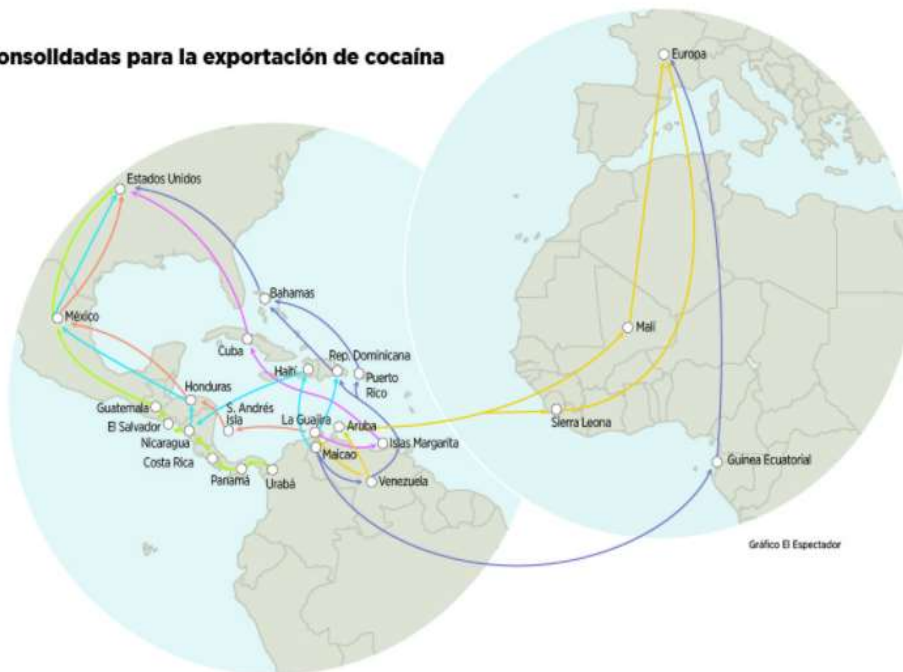 onsolidadas para la exportación de cocaína
Europa
Estados Unidos
Bahamas
México
Malí
Cuba
Rep. Dominicana
Haití
Puerto
Rico
Honduras
Guatemala
S. Andrés
Isla
La Guajira
Aruba
Sierra Leona
El Salvador
Nicaragua
Maicao
Islas Margarita
Costa Rica
Guinea Ecuatorial
Panamá
Urabá
Venezuela
Gráfico El Espectador